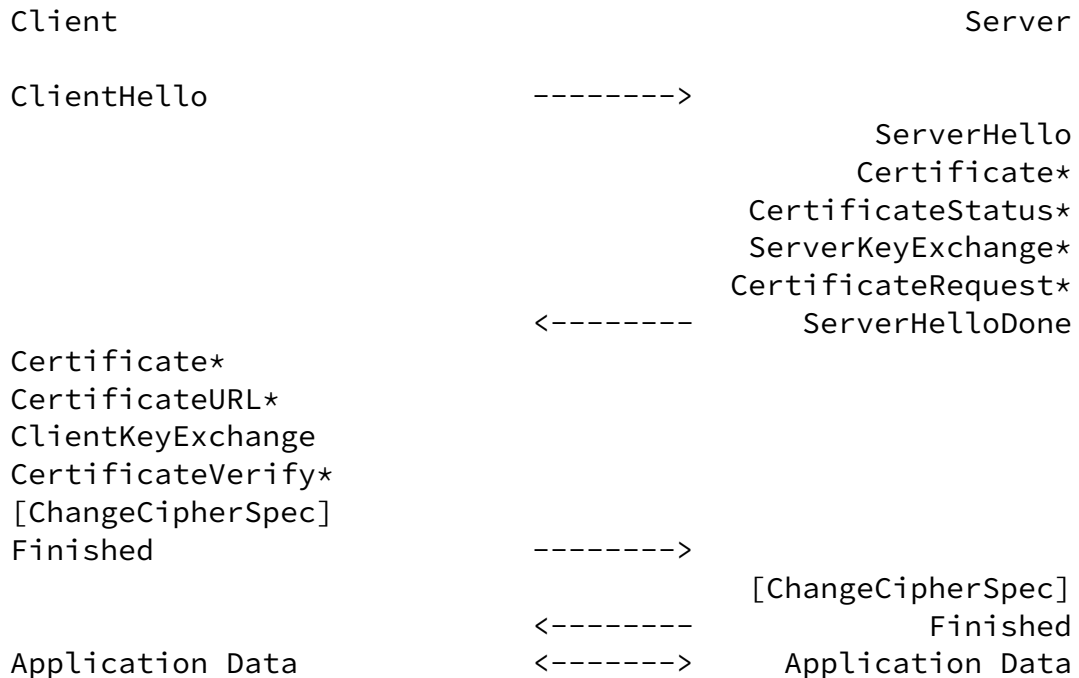 Client                                               Server

ClientHello                  -------->
                                                ServerHello
                                               Certificate*
                                         CertificateStatus*
                                         ServerKeyExchange*
                                        CertificateRequest*
                             <--------      ServerHelloDone
Certificate*
CertificateURL*
ClientKeyExchange
CertificateVerify*
[ChangeCipherSpec]
Finished                     -------->
                                         [ChangeCipherSpec]
                             <--------             Finished
Application Data             <------->     Application Data